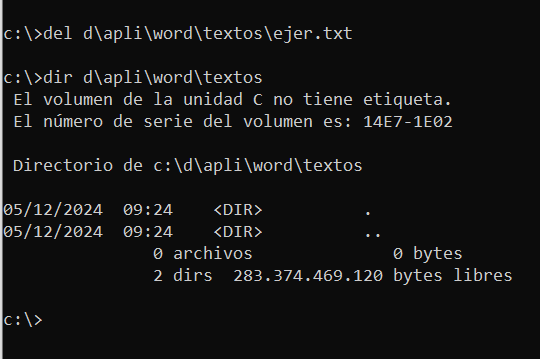 c:\>del d\apli\word\textos\ejer.txt
c:\>dir d\apli\word\textos
El volumen de la unidad C no tiene etiqueta.
El número de serie del volumen es: 14E7-1E02
Directorio de c:\d\apli\word\textos
05/12/2024  09:24    <DIR>          .
05/12/2024  09:24    <DIR>          ..
0 archivos              0 bytes
2 dirs  283.374.469.120 bytes libres
c:\>